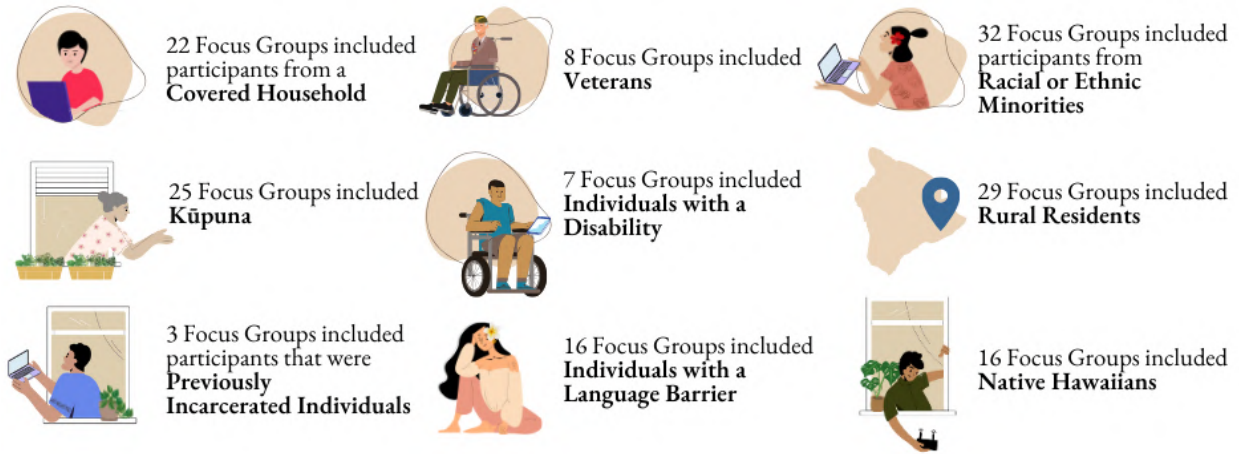 22 Focus Groups included
participants from a
Covered Household
8 Focus Groups included
Veterans
32 Focus Groups included
participants from
Racial or Ethnic
Minorities
25 Focus Groups included
Kūpuna
7 Focus Groups included
Individuals with a
Disability
29 Focus Groups included
Rural Residents
3 Focus Groups included
participants that were
Previously
Incarcerated Individuals
16 Focus Groups included
Individuals with a
Language Barrier
16 Focus Groups included
Native Hawaiians